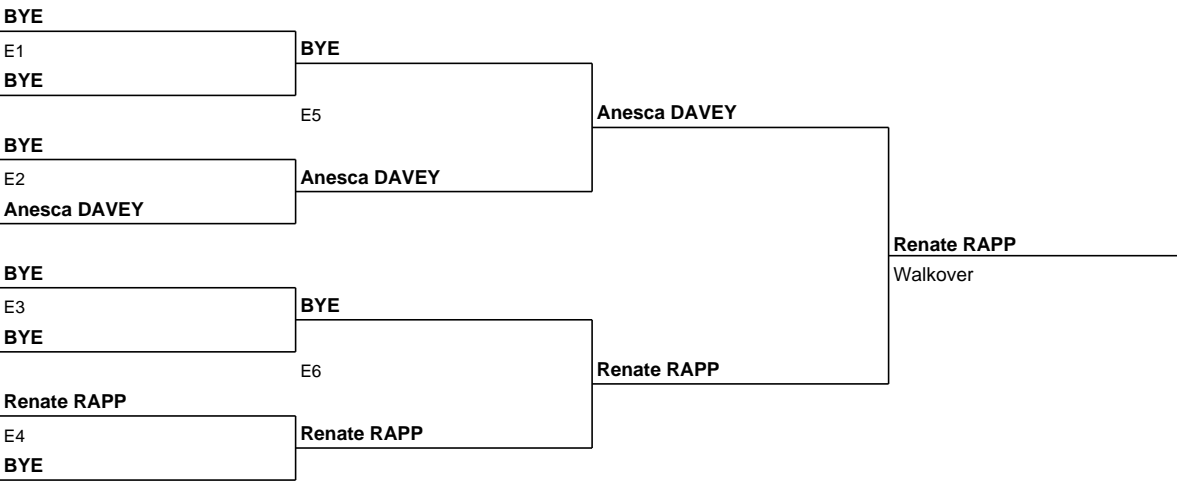 BYE
E1
BYE
BYE
E5
Anesca DAVEY
BYE
E2
Anesca DAVEY
Anesca DAVEY
Renate RAPP
Walkover
BYE
E3
BYE
BYE
E6
Renate RAPP
Renate RAPP
E4
Renate RAPP
BYE